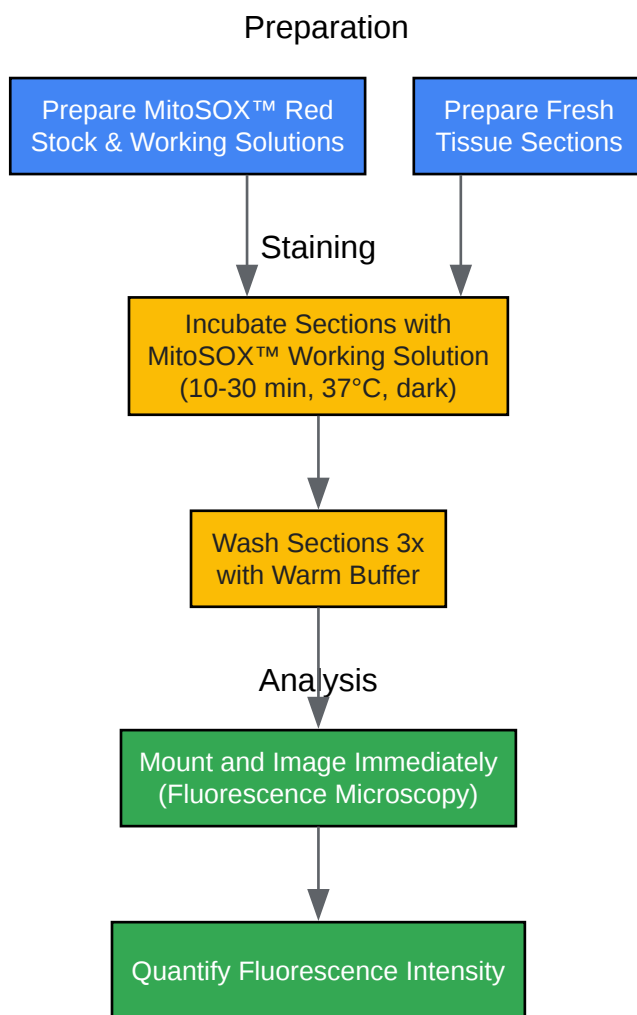 Preparation
Prepare MitoSOX™ Red
Stock & Working Solutions
Prepare Fresh
Tissue Sections
Staining
Incubate Sections with
MitoSOX™ Working Solution
(10-30 min, 37°C, dark)
Wash Sections 3x
with Warm Buffer
Analysis
Mount and Image Immediately
(Fluorescence Microscopy)
Quantify Fluorescence Intensity